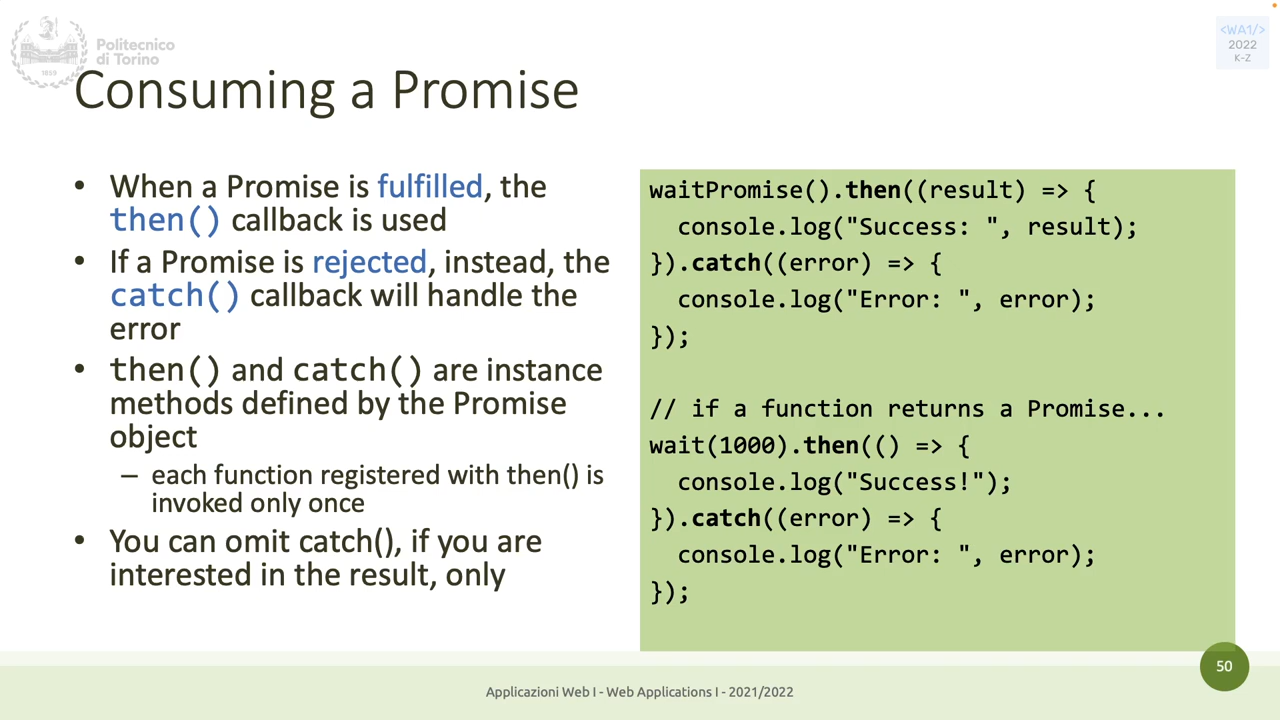 Politecnico
di Torino
1859
<WA1/>
2022
K-Z
Consuming a Promise
• When a Promise is fulfilled, the
then() callback is used
• If a Promise is rejected, instead, the
catch() callback will handle the
error
• then() and catch() are instance
methods defined by the Promise
object
– each function registered with then() is
invoked only once
• You can omit catch(), if you are
interested in the result, only
waitPromise().then((result) => {
  console.log("Success: ", result);
}).catch((error) => {
  console.log("Error: ", error);
});
// if a function returns a Promise...
wait(1000).then(() => {
  console.log("Success!");
}).catch((error) => {
  console.log("Error: ", error);
});
50
Applicazioni Web I - Web Applications I - 2021/2022